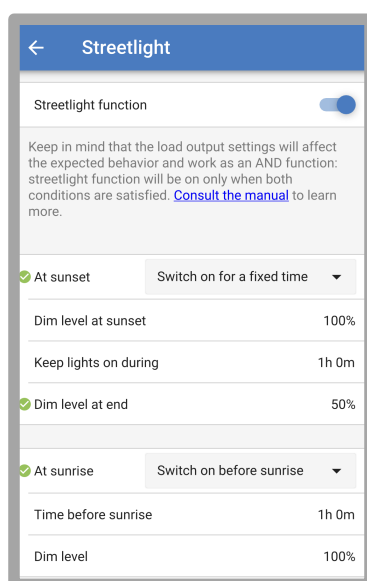 Streetlight
Streetlight function
Keep in mind that the load output settings will affect
the expected behavior and work as an AND function:
streetlight function will be on only when both
conditions are satisfied. Consult the manual to learn
more.
At sunset Switch on for a fixed time
Dim level at sunset 100%
Keep lights on during 1h 0m
Dim level at end 50%
At sunrise Switch on before sunrise
Time before sunrise 1h 0m
Dim level 100%